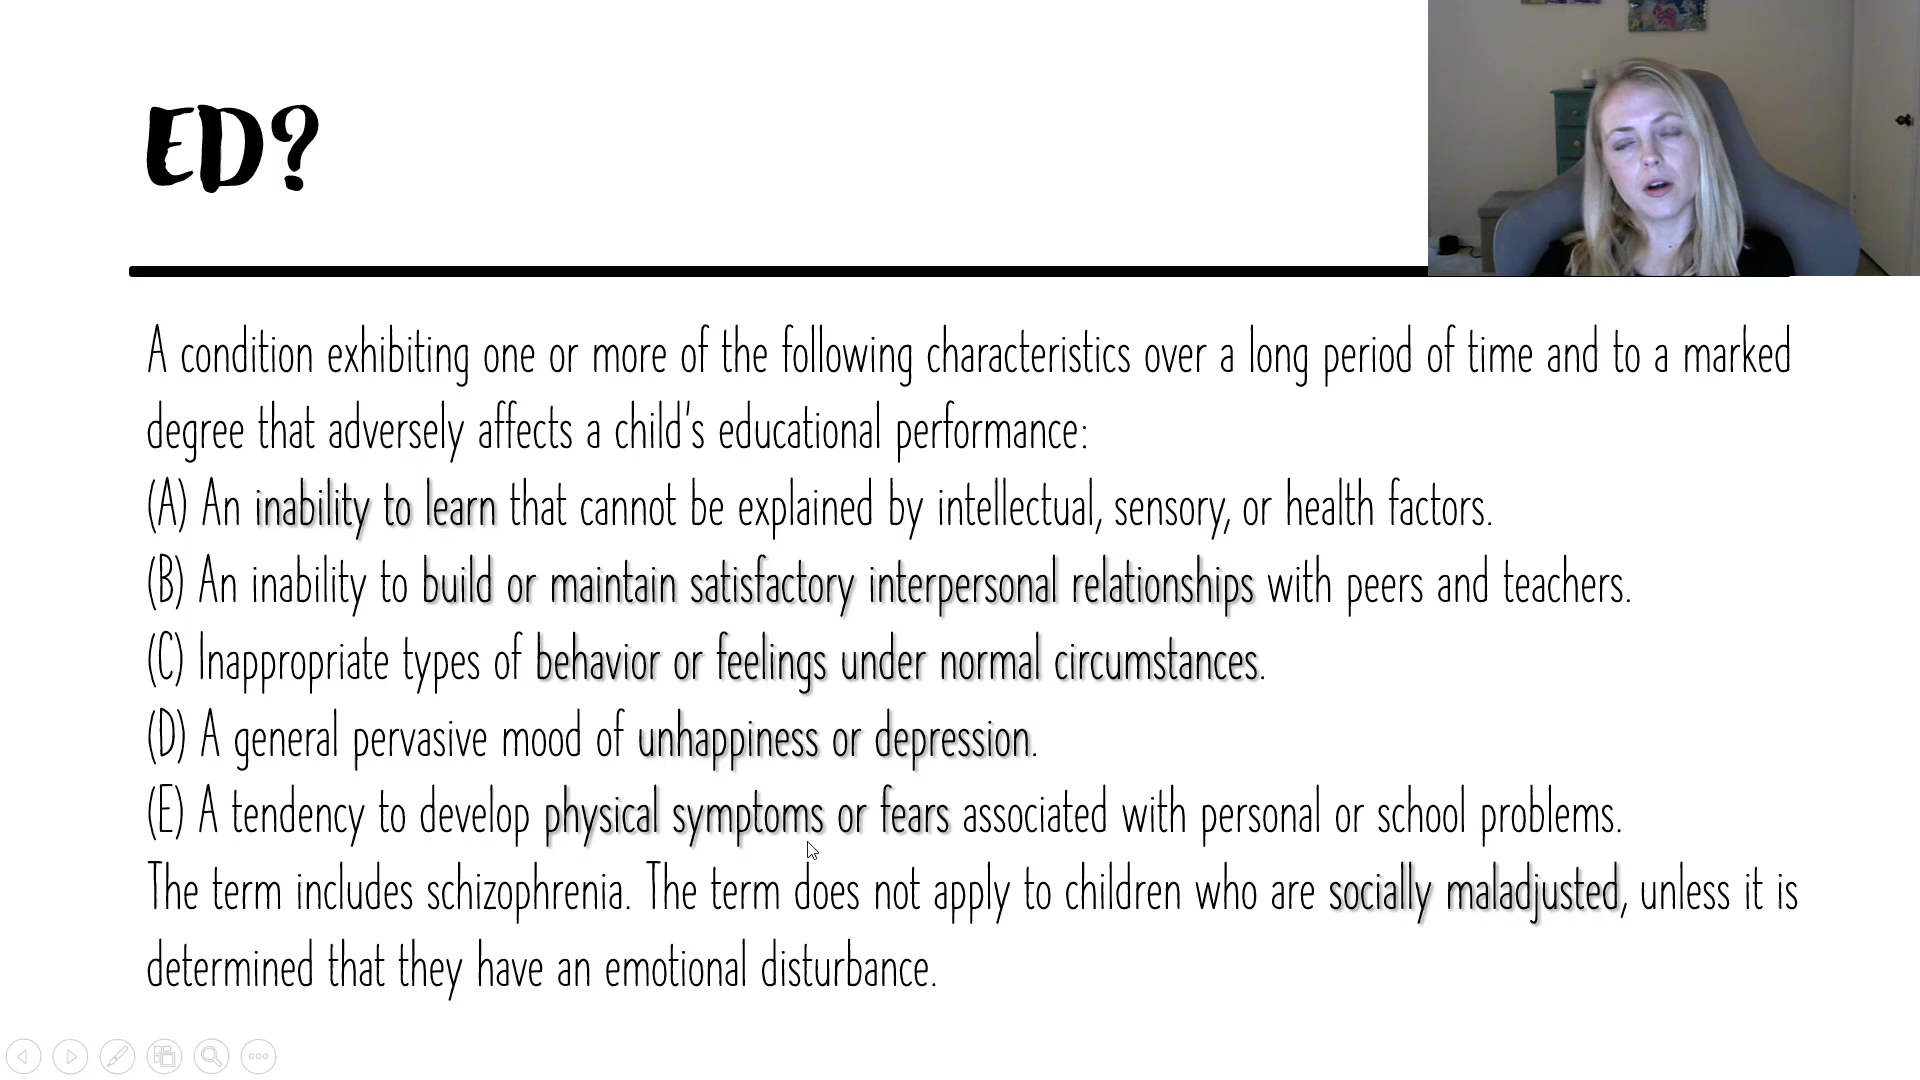 ED?
A condition exhibiting one or more of the following characteristics over a long period of time and to a marked
degree that adversely affects a child's educational performance:
(A) An inability to learn that cannot be explained by intellectual, sensory, or health factors.
(B) An inability to build or maintain satisfactory interpersonal relationships with peers and teachers.
(C) Inappropriate types of behavior or feelings under normal circumstances.
(D) A general pervasive mood of unhappiness or depression.
(E) A tendency to develop physical symptoms or fears associated with personal or school problems.
The term includes schizophrenia. The term does not apply to children who are socially maladjusted, unless it is
determined that they have an emotional disturbance.